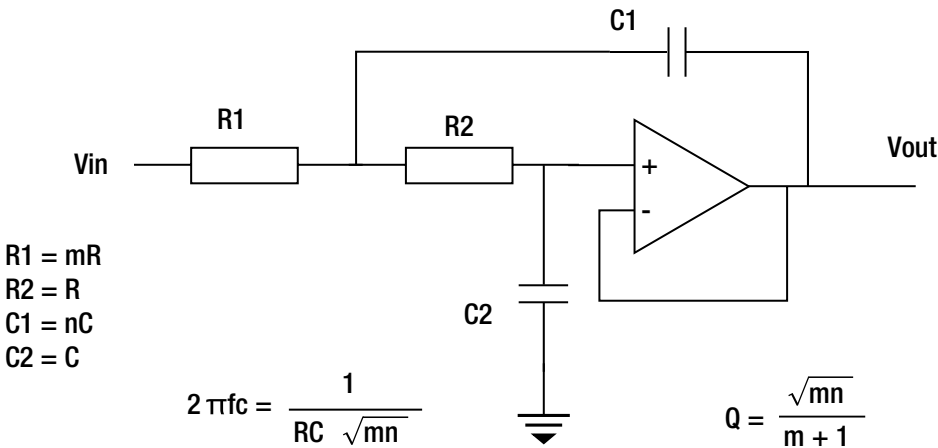 C1
R1
R2
Vin
Vout
+
-
R1 = mR
R2 = R
C1 = nC
C2 = C
C2
2 πfc = 1 / RC √mn
Q = √mn / m + 1